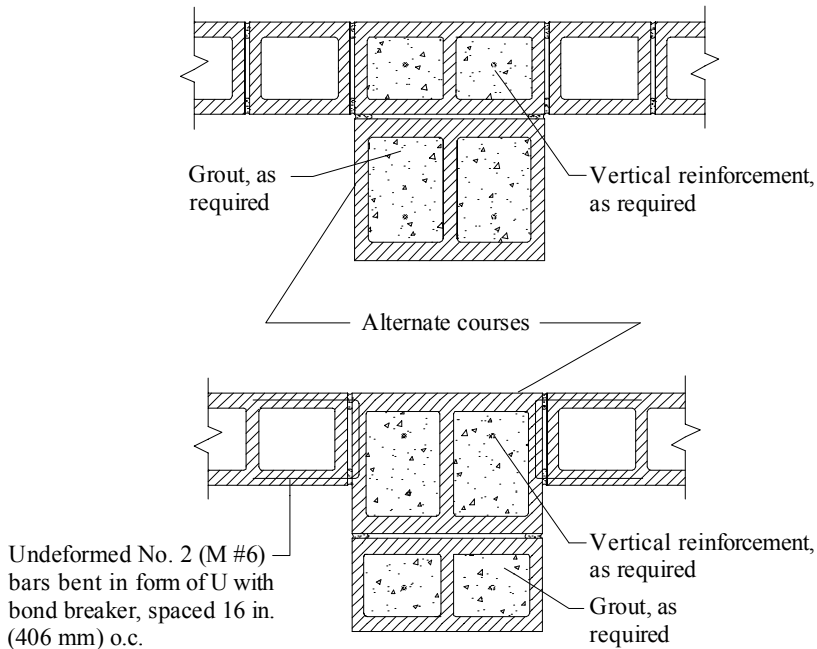 Grout, as
required
Vertical reinforcement,
as required
Alternate courses
Undeformed No. 2 (M #6)
bars bent in form of U with
bond breaker, spaced 16 in.
(406 mm) o.c.
Vertical reinforcement,
as required
Grout, as
required